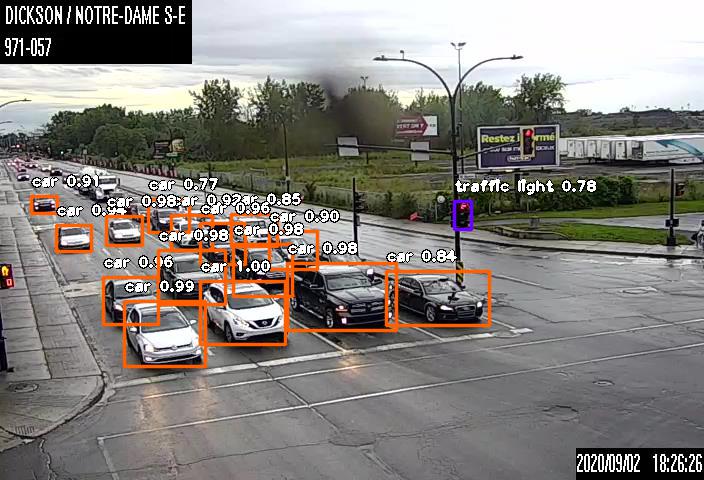 DICKSON / NOTRE-DAME S-E
971-057
Restez
rmé
traffic light 0.78
car 0.91
car 0.77
car 0.98
car 0.85
car 0.96
car 0.90
car 0.98
car 0.98
car 0.98
car 0.96
car 1.00
car 0.84
car 0.99
2020/09/02 18:26:26